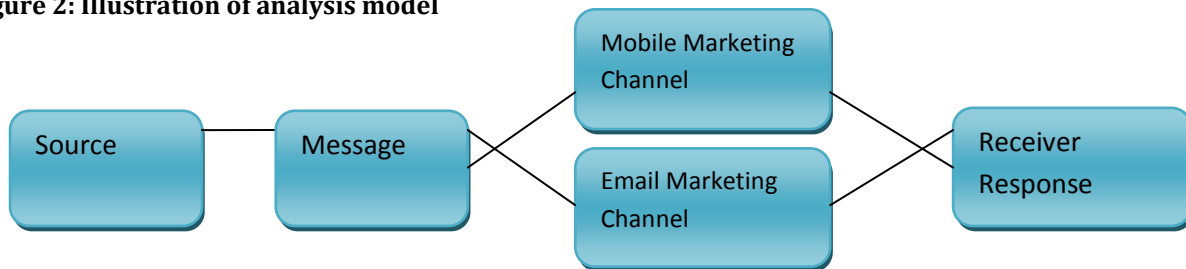 gure 2: Illustration of analysis model
Mobile Marketing
Channel
Source
Message
Receiver
Response
Email Marketing
Channel